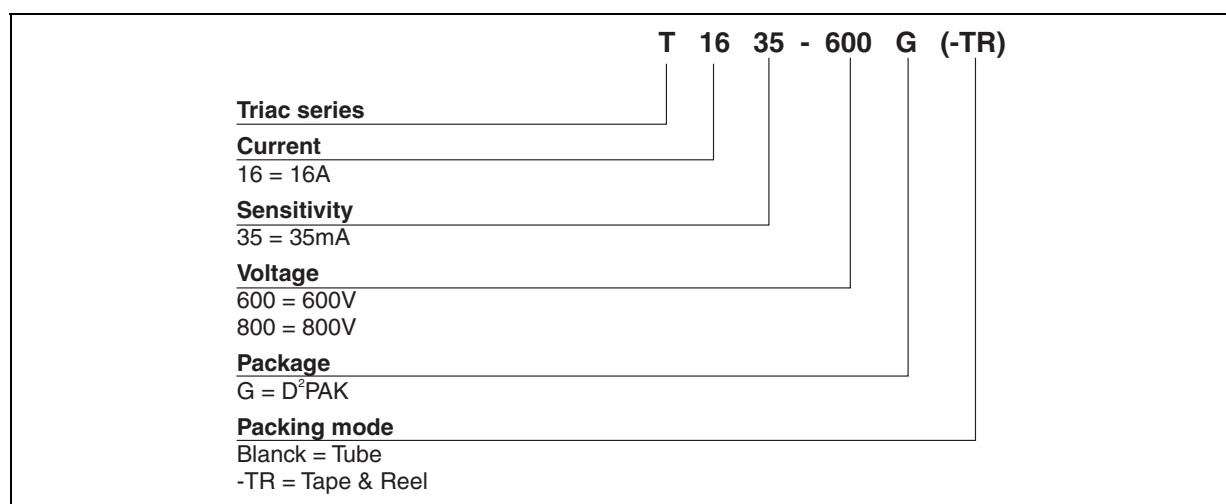 T 16 35 - 600 G (-TR)
Triac series
Current
16 = 16A
Sensitivity
35 = 35mA
Voltage
600 = 600V
800 = 800V
Package
G = D²PAK
Packing mode
Blanck = Tube
-TR = Tape & Reel